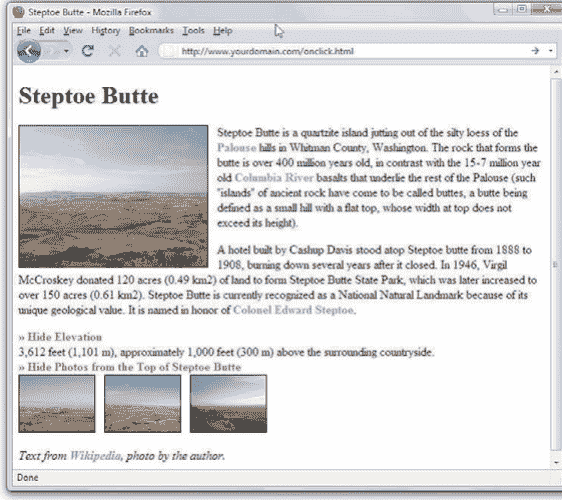 Steptoe Butte - Mozilla Firefox
File Edit View History Bookmarks Tools Help
http://www.yourdomain.com/onclick.html
Steptoe Butte
Steptoe Butte is a quartzite island jutting out of the silty loess of the
Palouse hills in Whitman County, Washington. The rock that forms the
butte is over 400 million years old, in contrast with the 15-7 million year
old Columbia River basalts that underlie the rest of the Palouse (such
"islands" of ancient rock have come to be called buttes, a butte being
defined as a small hill with a flat top, whose width at top does not
exceed its height).
A hotel built by Cashup Davis stood atop Steptoe butte from 1888 to
1908, burning down several years after it closed. In 1946, Virgil
McCroskey donated 120 acres (0.49 km2) of land to form Steptoe Butte State Park, which was later increased to
over 150 acres (0.61 km2). Steptoe Butte is currently recognized as a National Natural Landmark because of its
unique geological value. It is named in honor of Colonel Edward Steptoe.
» Hide Elevation
3,612 feet (1,101 m), approximately 1,000 feet (300 m) above the surrounding countryside.
» Hide Photos from the Top of Steptoe Butte
Text from Wikipedia, photo by the author.
Done